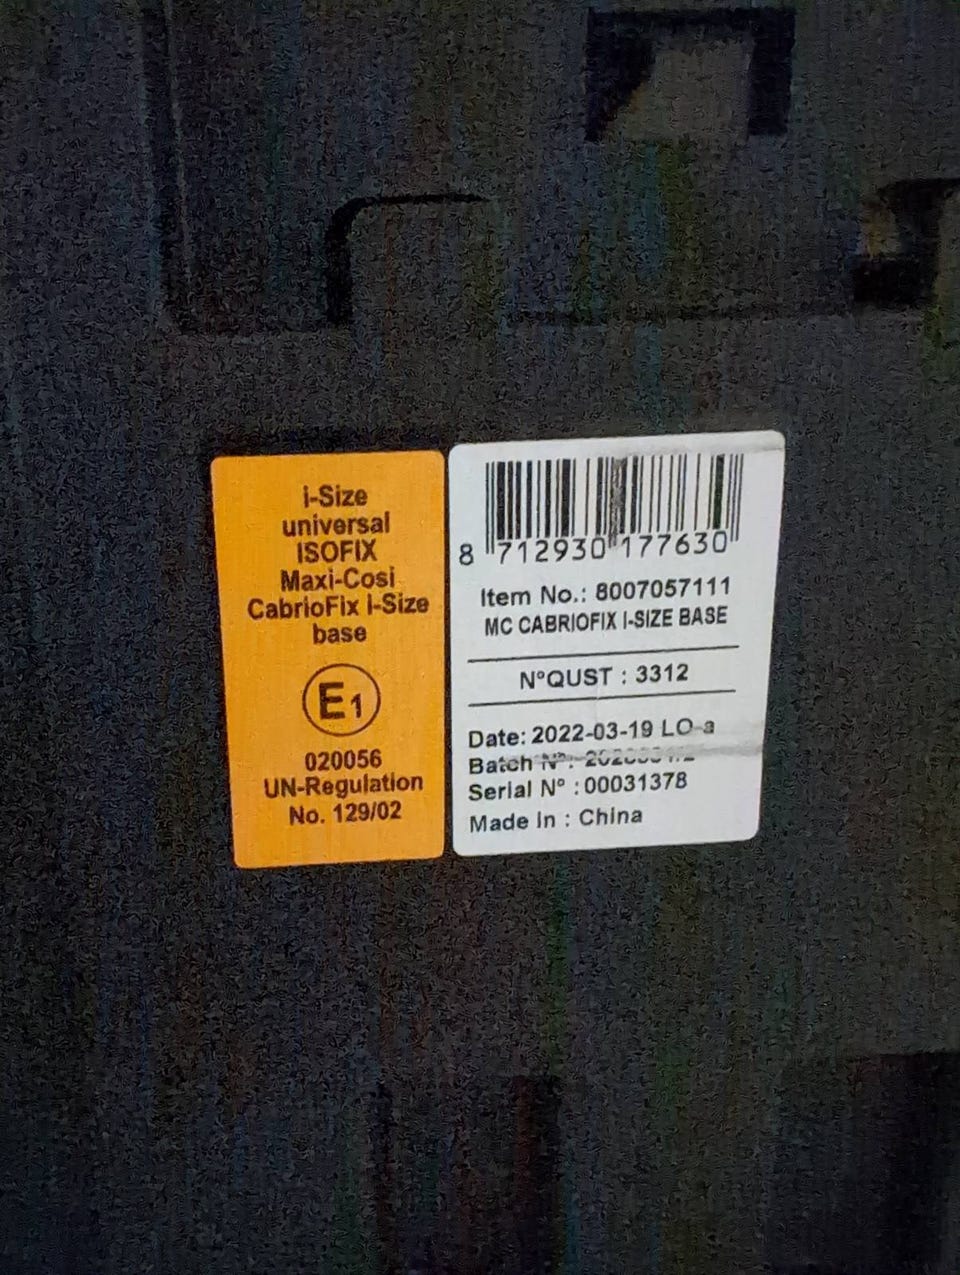 i-Size
universal
ISOFIX
Maxi-Cosi
CabrioFix i-Size
base
E1
020056
UN-Regulation
No. 129/02
8 712930 177630
Item No.: 8007057111
MC CABRIOFIX I-SIZE BASE
N°QUST : 3312
Date: 2022-03-19 LO-a
Batch N°:
Serial N° : 00031378
Made in : China